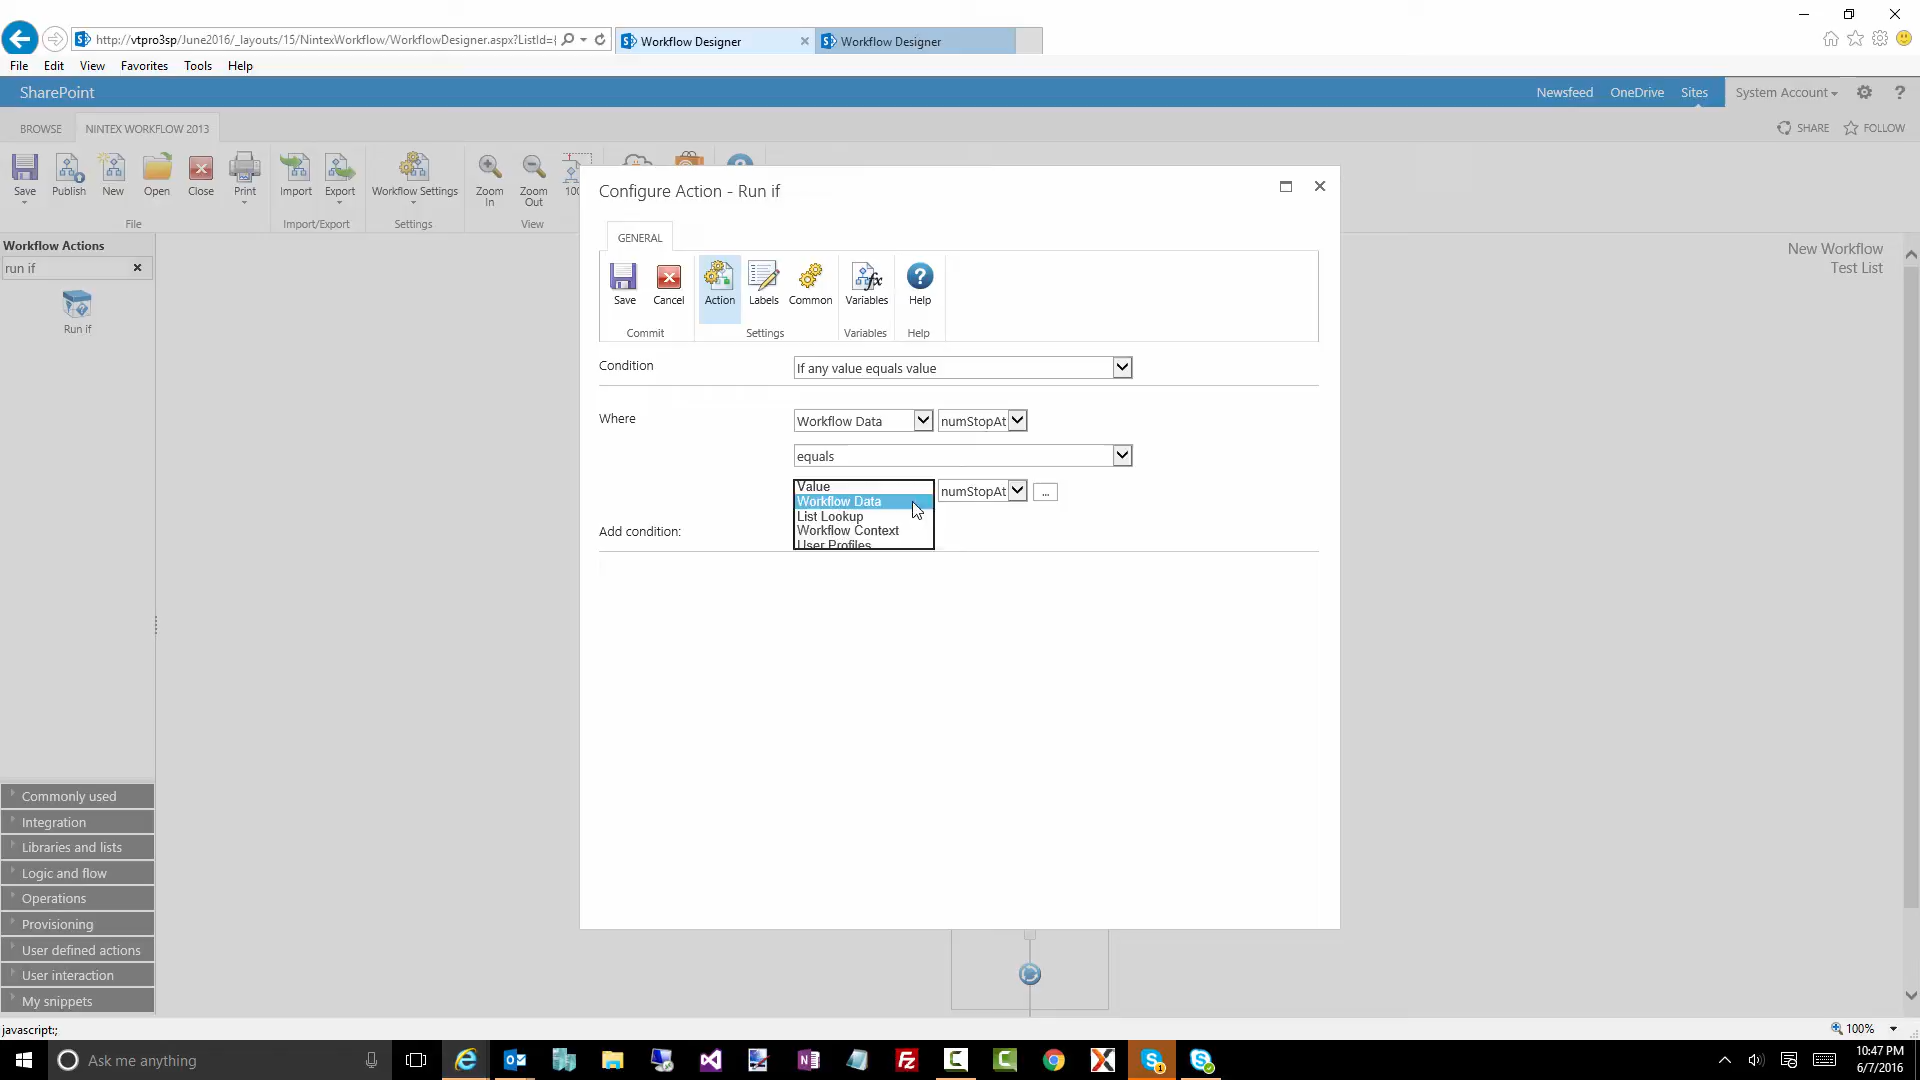 http://vtpro3sp/June2016/_layouts/15/NintexWorkflow/WorkflowDesigner.aspx?ListId={
Workflow Designer
Workflow Designer
File Edit View Favorites Tools Help
SharePoint
Newsfeed OneDrive Sites
System Account
?
BROWSE
NINTEX WORKFLOW 2013
SHARE
FOLLOW
Save
Publish
New
Open
Close
Print
Import
Export
Workflow Settings
Zoom In
Zoom Out
100
File
Import/Export
Settings
View
Workflow Actions
run if
Run if
New Workflow
Test List
Configure Action - Run if
GENERAL
Save
Cancel
Action
Labels
Common
Variables
Help
Commit
Settings
Variables
Help
Condition
If any value equals value
Where
Workflow Data
numStopAt
equals
Value
Workflow Data
List Lookup
Workflow Context
User Profiles
numStopAt
...
Add condition:
Commonly used
Integration
Libraries and lists
Logic and flow
Operations
Provisioning
User defined actions
User interaction
My snippets
javascript:;
100%
Ask me anything
10:47 PM
6/7/2016